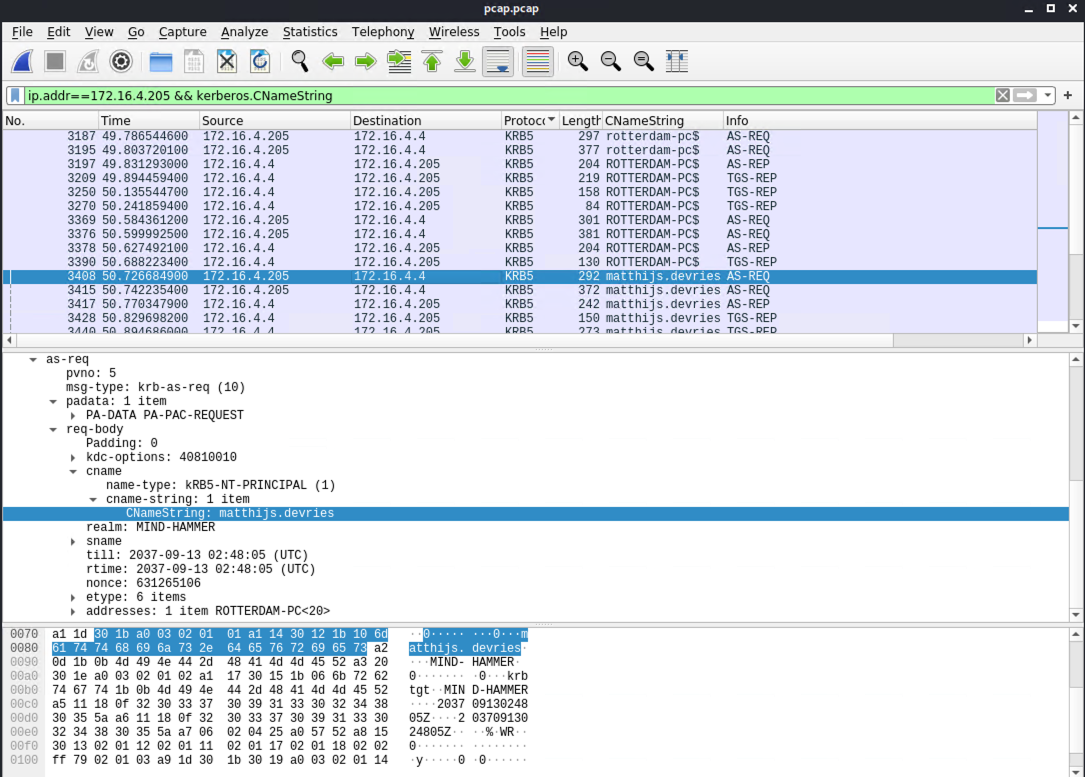 pcap.pcap
File Edit View Go Capture Analyze Statistics Telephony Wireless Tools Help
ip.addr==172.16.4.205 && kerberos.CNameString
No. Time Source Destination Protocc Length CNameString Info
3187 49.786544600 172.16.4.205 172.16.4.4 KRB5 297 rotterdam-pc$ AS-REQ
3195 49.803720100 172.16.4.205 172.16.4.4 KRB5 377 rotterdam-pc$ AS-REQ
3197 49.831293000 172.16.4.4 172.16.4.205 KRB5 204 ROTTERDAM-PC$ AS-REP
3209 49.894459400 172.16.4.4 172.16.4.205 KRB5 219 ROTTERDAM-PC$ TGS-REP
3250 50.135544700 172.16.4.4 172.16.4.205 KRB5 158 ROTTERDAM-PC$ TGS-REP
3270 50.241859400 172.16.4.4 172.16.4.205 KRB5 84 ROTTERDAM-PC$ TGS-REP
3369 50.584361200 172.16.4.205 172.16.4.4 KRB5 301 ROTTERDAM-PC$ AS-REQ
3376 50.599992500 172.16.4.205 172.16.4.4 KRB5 381 ROTTERDAM-PC$ AS-REQ
3378 50.627492100 172.16.4.4 172.16.4.205 KRB5 204 ROTTERDAM-PC$ AS-REP
3390 50.688223400 172.16.4.4 172.16.4.205 KRB5 130 ROTTERDAM-PC$ TGS-REP
3408 50.726684900 172.16.4.205 172.16.4.4 KRB5 292 matthijs.devries AS-REQ
3415 50.742235400 172.16.4.205 172.16.4.4 KRB5 372 matthijs.devries AS-REQ
3417 50.770347900 172.16.4.4 172.16.4.205 KRB5 242 matthijs.devries AS-REP
3428 50.829698200 172.16.4.4 172.16.4.205 KRB5 150 matthijs.devries TGS-REP
3440 50.894686000 172.16.4.4 172.16.4.205 KRB5 273 matthijs.devries TGS-REP
as-req
pvno: 5
msg-type: krb-as-req (10)
padata: 1 item
PA-DATA PA-PAC-REQUEST
req-body
Padding: 0
kdc-options: 40810010
cname
name-type: kRB5-NT-PRINCIPAL (1)
cname-string: 1 item
CNameString: matthijs.devries
realm: MIND-HAMMER
sname
till: 2037-09-13 02:48:05 (UTC)
rtime: 2037-09-13 02:48:05 (UTC)
nonce: 631265106
etype: 6 items
addresses: 1 item ROTTERDAM-PC<20>
0070 a1 1d 30 1b a0 03 02 01 01 a1 14 30 12 1b 10 6d ··0····· ···0···m
0080 61 74 74 68 69 6a 73 2e 64 65 76 72 69 65 73 a2 atthijs. devries·
0090 0d 1b 0b 4d 49 4e 44 2d 48 41 4d 4d 45 52 a3 20 ···MIND- HAMMER· 
00a0 30 1e a0 03 02 01 02 a1 17 30 15 1b 06 6b 72 62 0······· ·0···krb
00b0 74 67 74 1b 0b 4d 49 4e 44 2d 48 41 4d 4d 45 52 tgt··MIN D-HAMMER
00c0 a5 11 18 0f 32 30 33 37 30 39 31 33 30 32 34 38 ····2037 09130248
00d0 30 35 5a a6 11 18 0f 32 30 33 37 30 39 31 33 30 05Z····2 03709130
00e0 32 34 38 30 35 5a a7 06 02 04 25 a0 57 52 a8 15 24805Z·· ··%·WR··
00f0 30 13 02 01 12 02 01 11 02 01 17 02 01 18 02 02 0······· ········
0100 ff 79 02 01 03 a9 1d 30 1b 30 19 a0 03 02 01 14 ·y·····0 ·0······